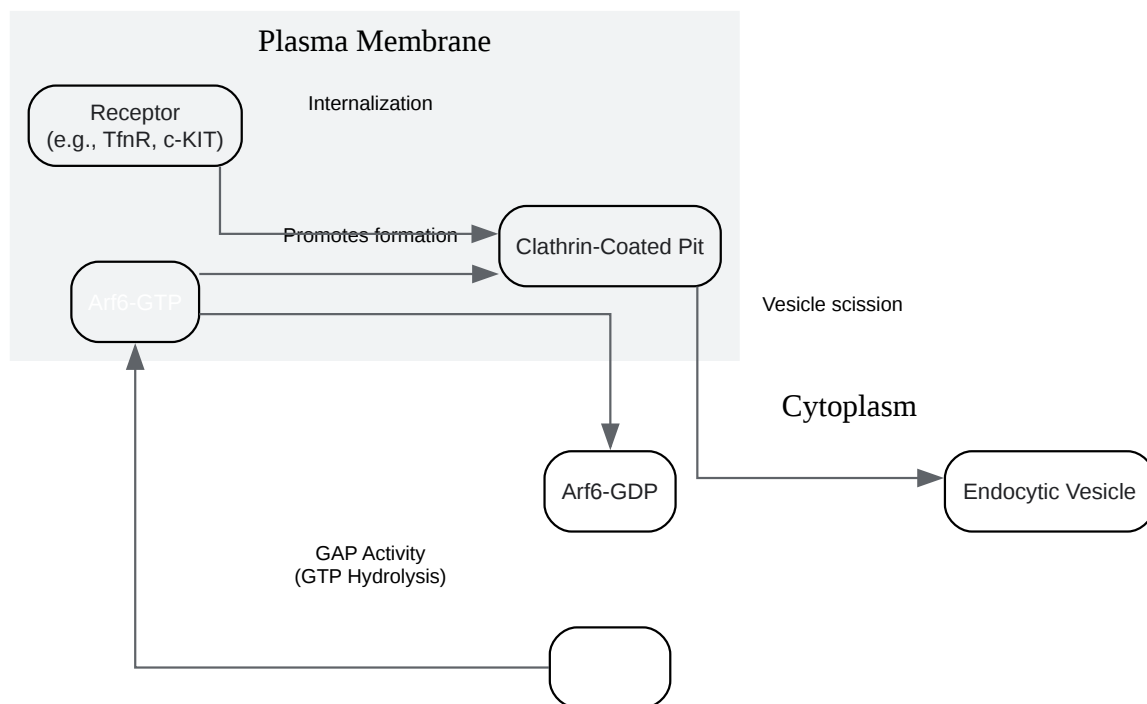 Plasma Membrane
Internalization
Receptor
(e.g., TfnR, c-KIT)
Promotes formation
Clathrin-Coated Pit
Arf6-GTP
Vesicle scission
Cytoplasm
Arf6-GDP
Endocytic Vesicle
GAP Activity
(GTP Hydrolysis)